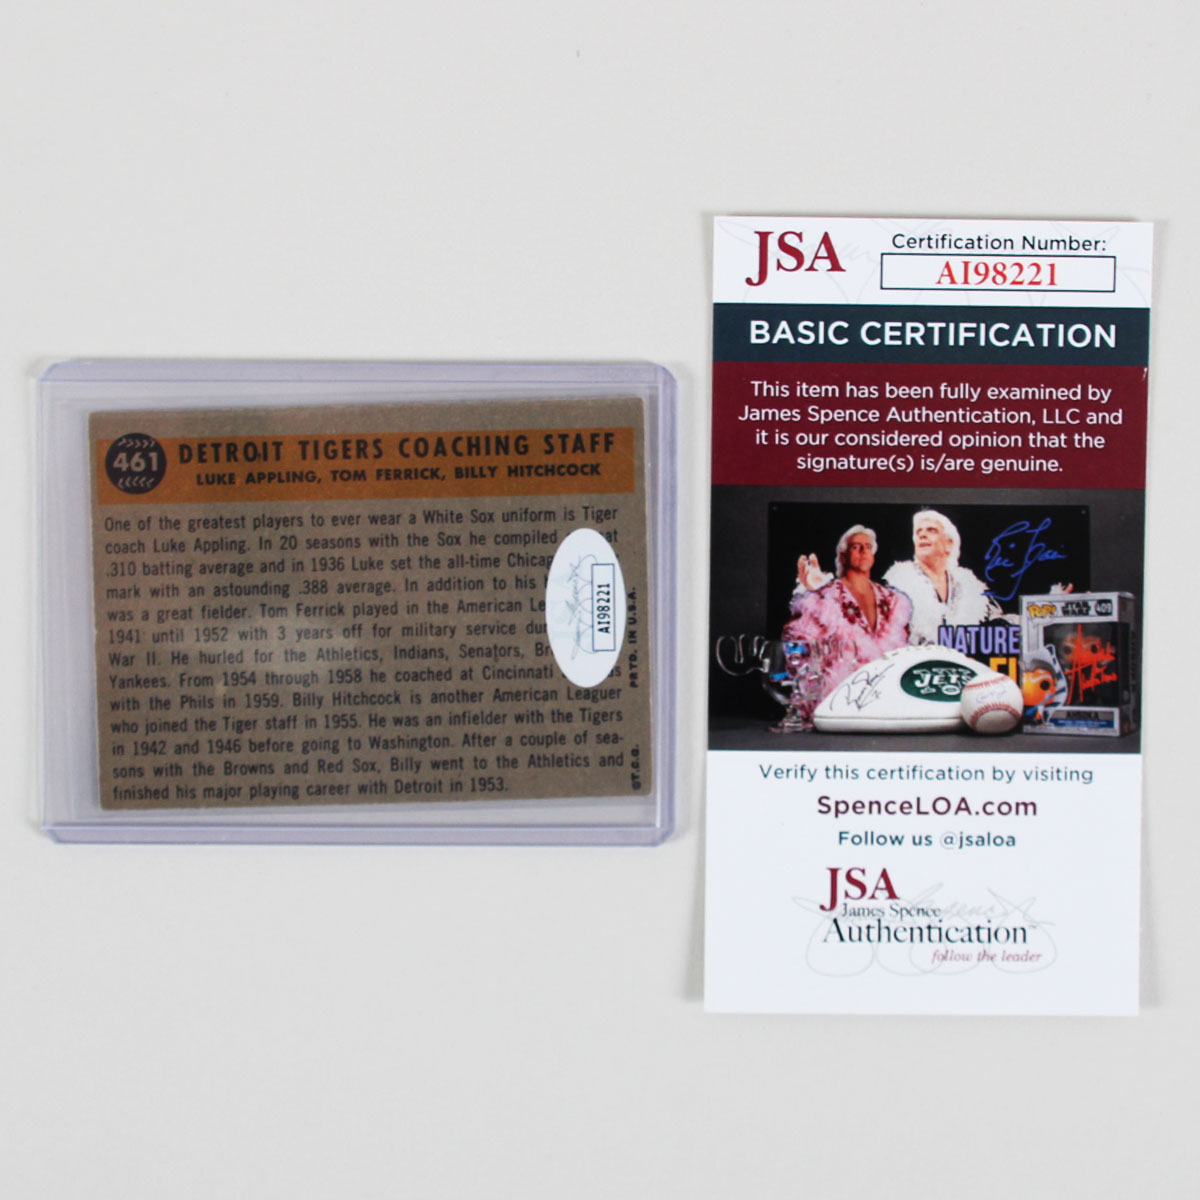 461
DETROIT TIGERS COACHING STAFF
LUKE APPLING, TOM FERRICK, BILLY HITCHCOCK
One of the greatest players to ever wear a White Sox uniform is Tiger
coach Luke Appling. In 20 seasons with the Sox he compiled
.310 batting average and in 1936 Luke set the all-time
mark with an astounding .388 average. In addition to his
was a great fielder. Tom Ferrick played in the American
1941 until 1952 with 3 years off for military service
War II. He hurled for the Athletics, Indians, Senators,
Yankees. From 1954 through 1958 he coached at Cincinnati
with the Phils in 1959. Billy Hitchcock is another American Leaguer
who joined the Tiger staff in 1955. He was an infielder with the Tigers
in 1942 and 1946 before going to Washington. After a couple of sea-
sons with the Browns and Red Sox, Billy went to the Athletics and
finished his major playing career with Detroit in 1953.
©T.C.G. PRTD. IN U.S.A.
AI98221
JSA
Certification Number:
AI98221
BASIC CERTIFICATION
This item has been fully examined by
James Spence Authentication, LLC and
it is our considered opinion that the
signature(s) is/are genuine.
NATURE
JETS
409
Verify this certification by visiting
SpenceLOA.com
Follow us @jsaloa
JSA
James Spence
Authentication™
follow the leader